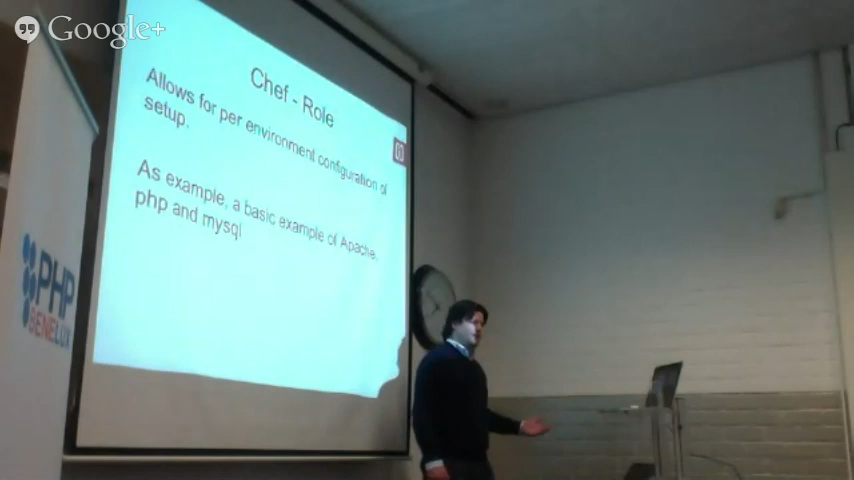 Google+
Chef - Role
Allows for per environment configuration of
setup.
As example, a basic example of Apache,
php and mysql
PHP
BENELUX